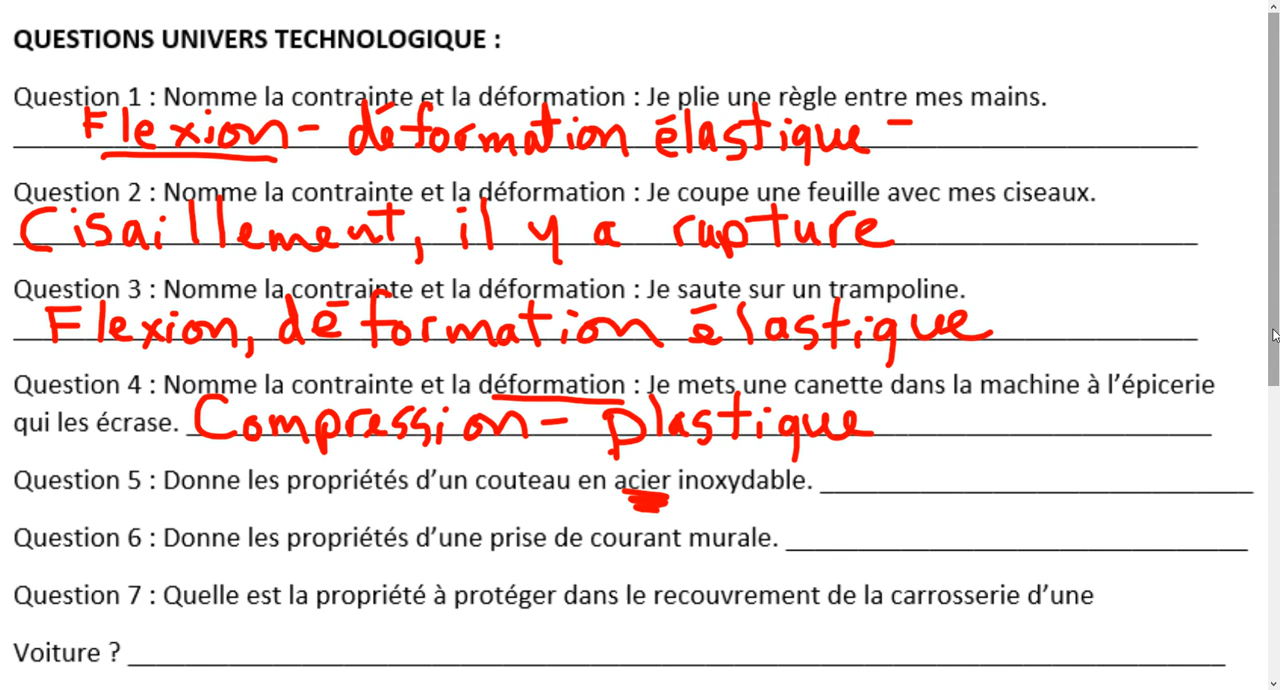 QUESTIONS UNIVERS TECHNOLOGIQUE :
Question 1 : Nomme la contrainte et la déformation : Je plie une règle entre mes mains.
Flexion - déformation élastique -
Question 2 : Nomme la contrainte et la déformation : Je coupe une feuille avec mes ciseaux.
Cisaillement, il y a rupture
Question 3 : Nomme la contrainte et la déformation : Je saute sur un trampoline.
Flexion, déformation élastique
Question 4 : Nomme la contrainte et la déformation : Je mets une canette dans la machine à l'épicerie
qui les écrase. Compression - plastique
Question 5 : Donne les propriétés d'un couteau en acier inoxydable.
Question 6 : Donne les propriétés d'une prise de courant murale.
Question 7 : Quelle est la propriété à protéger dans le recouvrement de la carrosserie d'une
Voiture ?